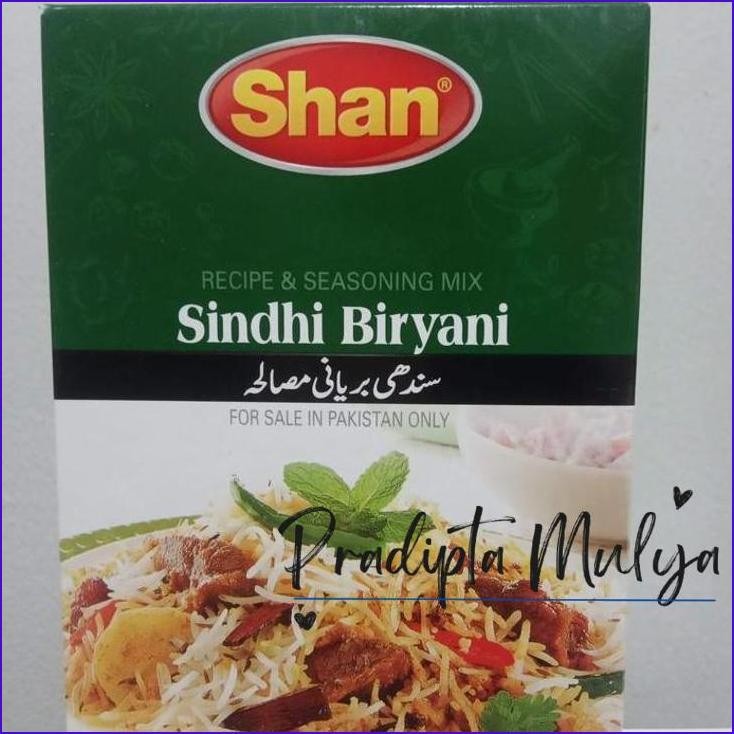 Shan®
RECIPE & SEASONING MIX
Sindhi Biryani
سندھی بریانی مصالحہ
FOR SALE IN PAKISTAN ONLY
Pradipta Mulya